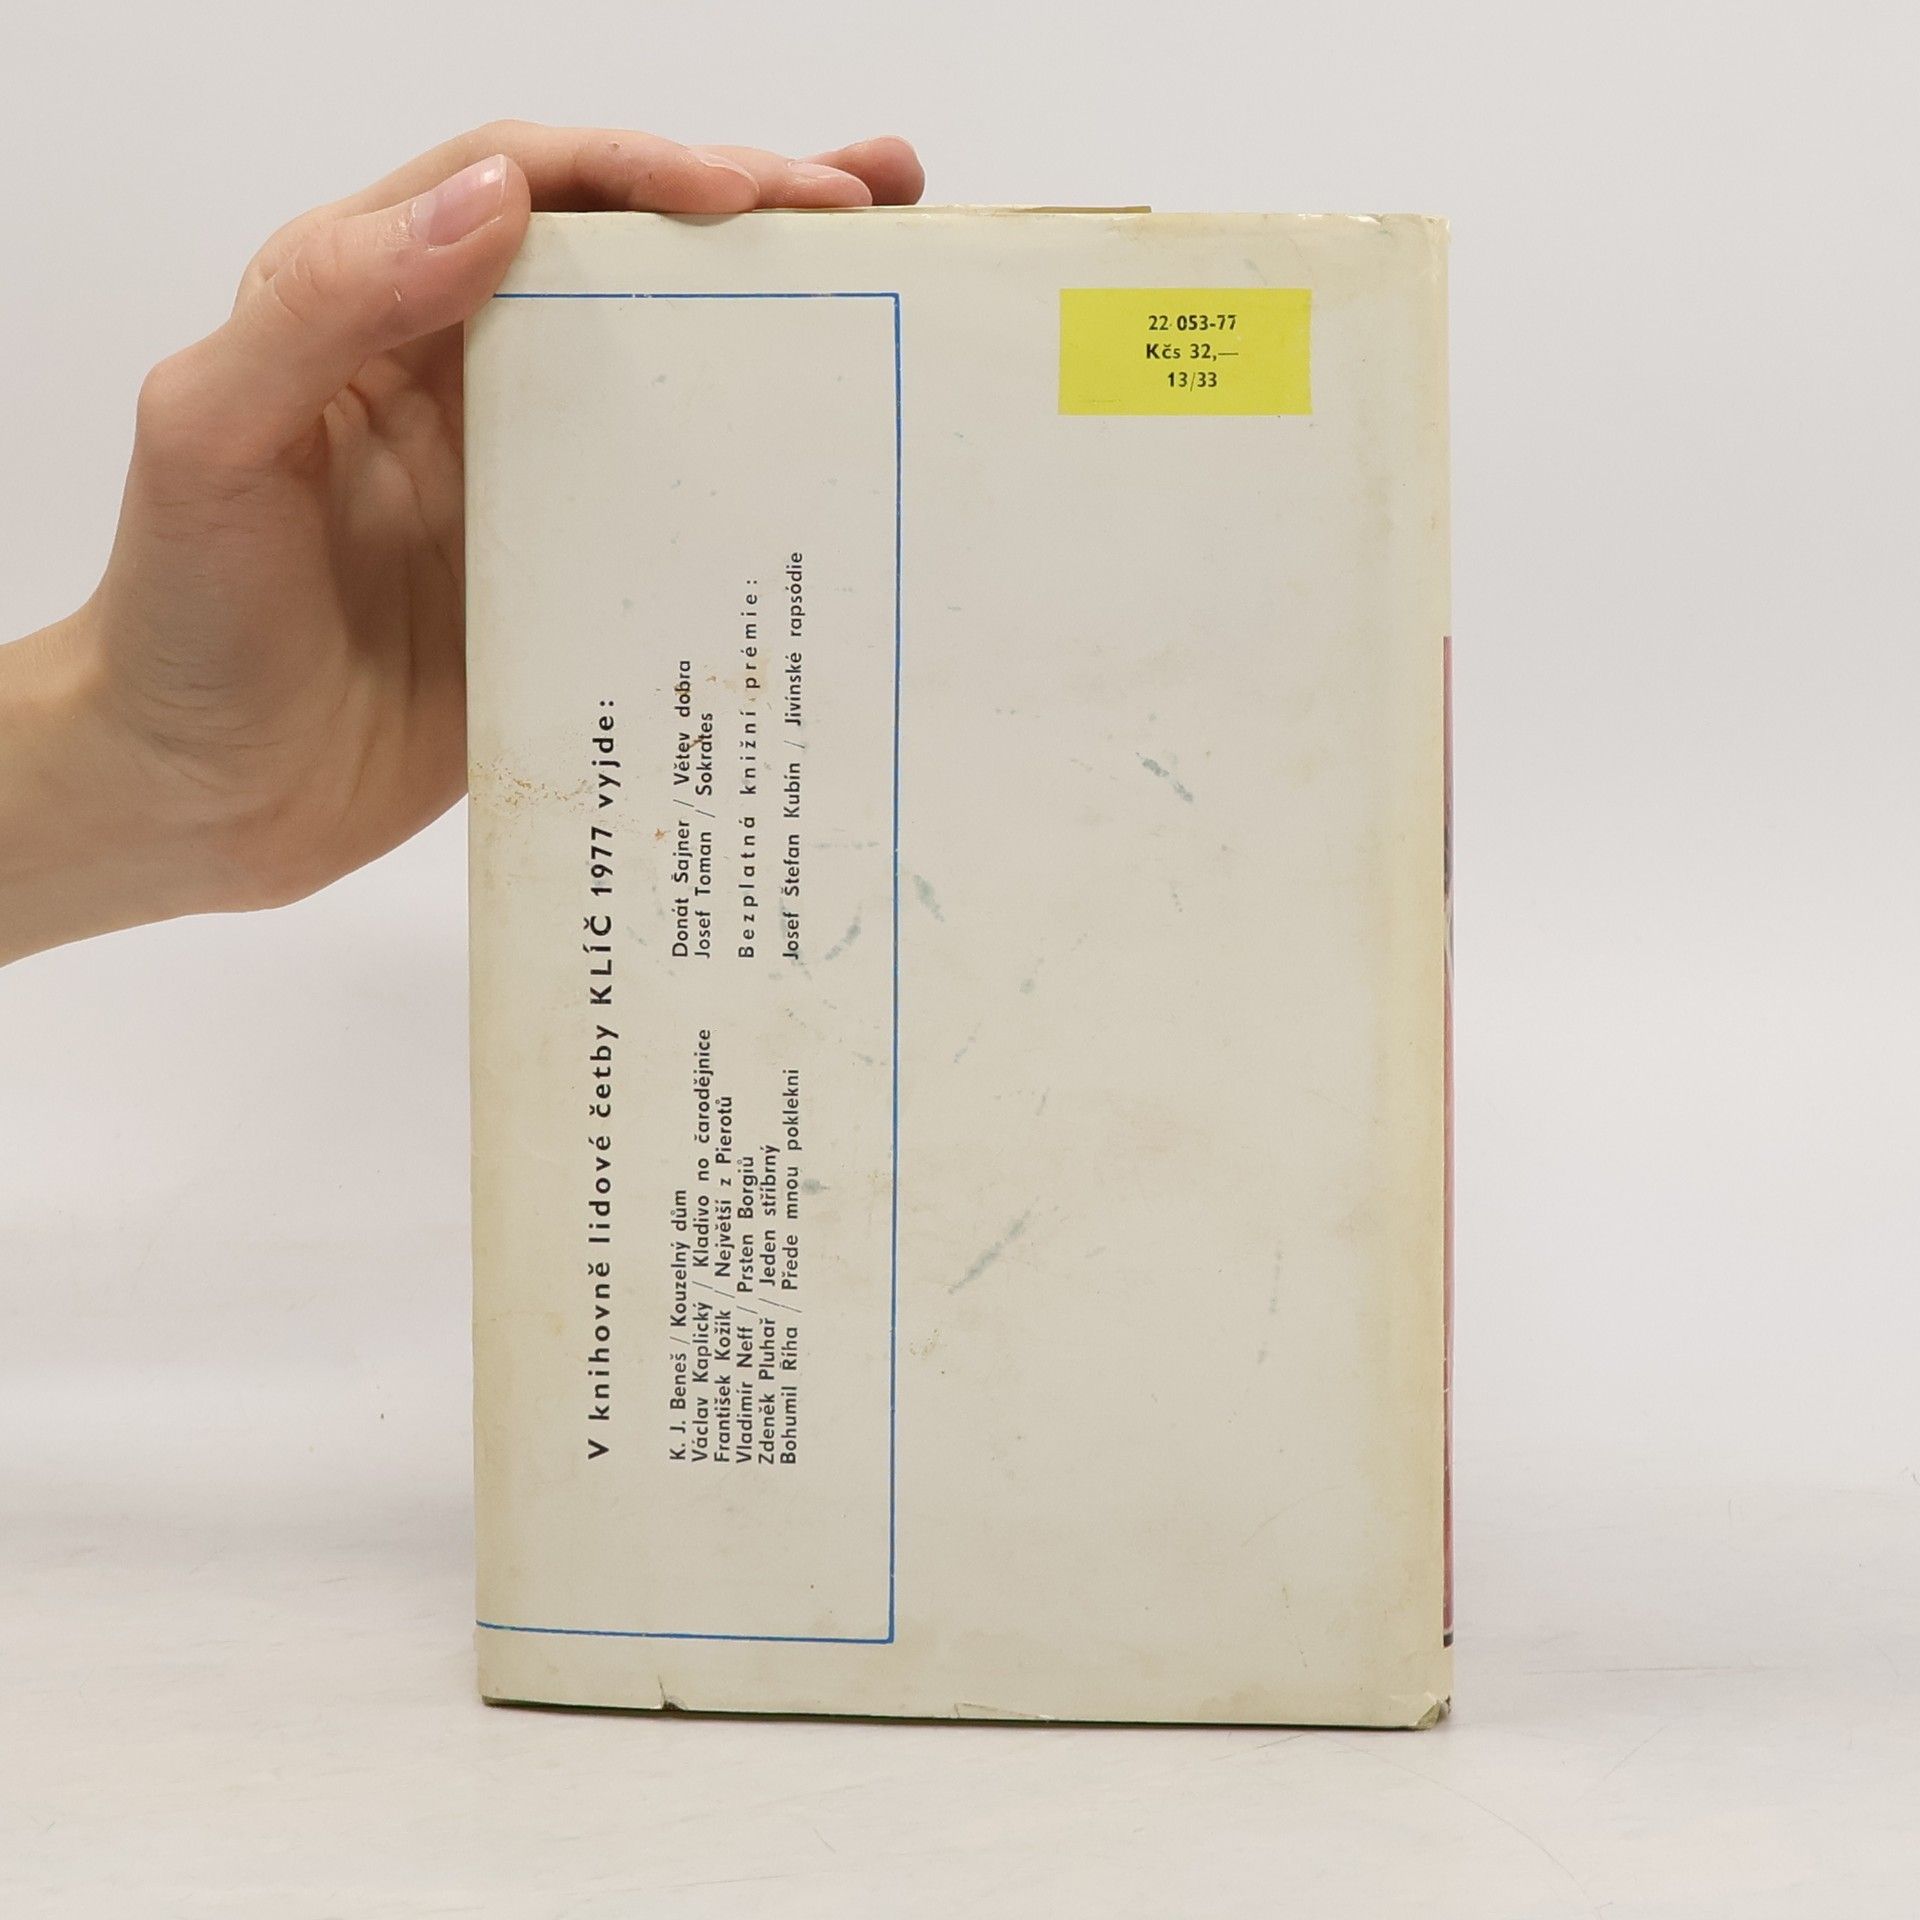 22 053-77
Kčs 32,—
13/33
V knihovně lidové četby KLÍČ 1977 vyjde:
K. J. Beneš / Kouzelný dům
Václav Kaplický / Kladivo no čarodějnice
František Kožík / Největší z Pierotů
Vladimír Neff / Prsten Borgiů
Zdeněk Pluhař / Jeden stříbrný
Bohumil Říha / Přede mnou poklekni
Donát Šajner / Větev dobra
Josef Toman / Sokrates
Bezplatná knižní prémie:
Josef Štefan Kubín / Jivínské rapsódie